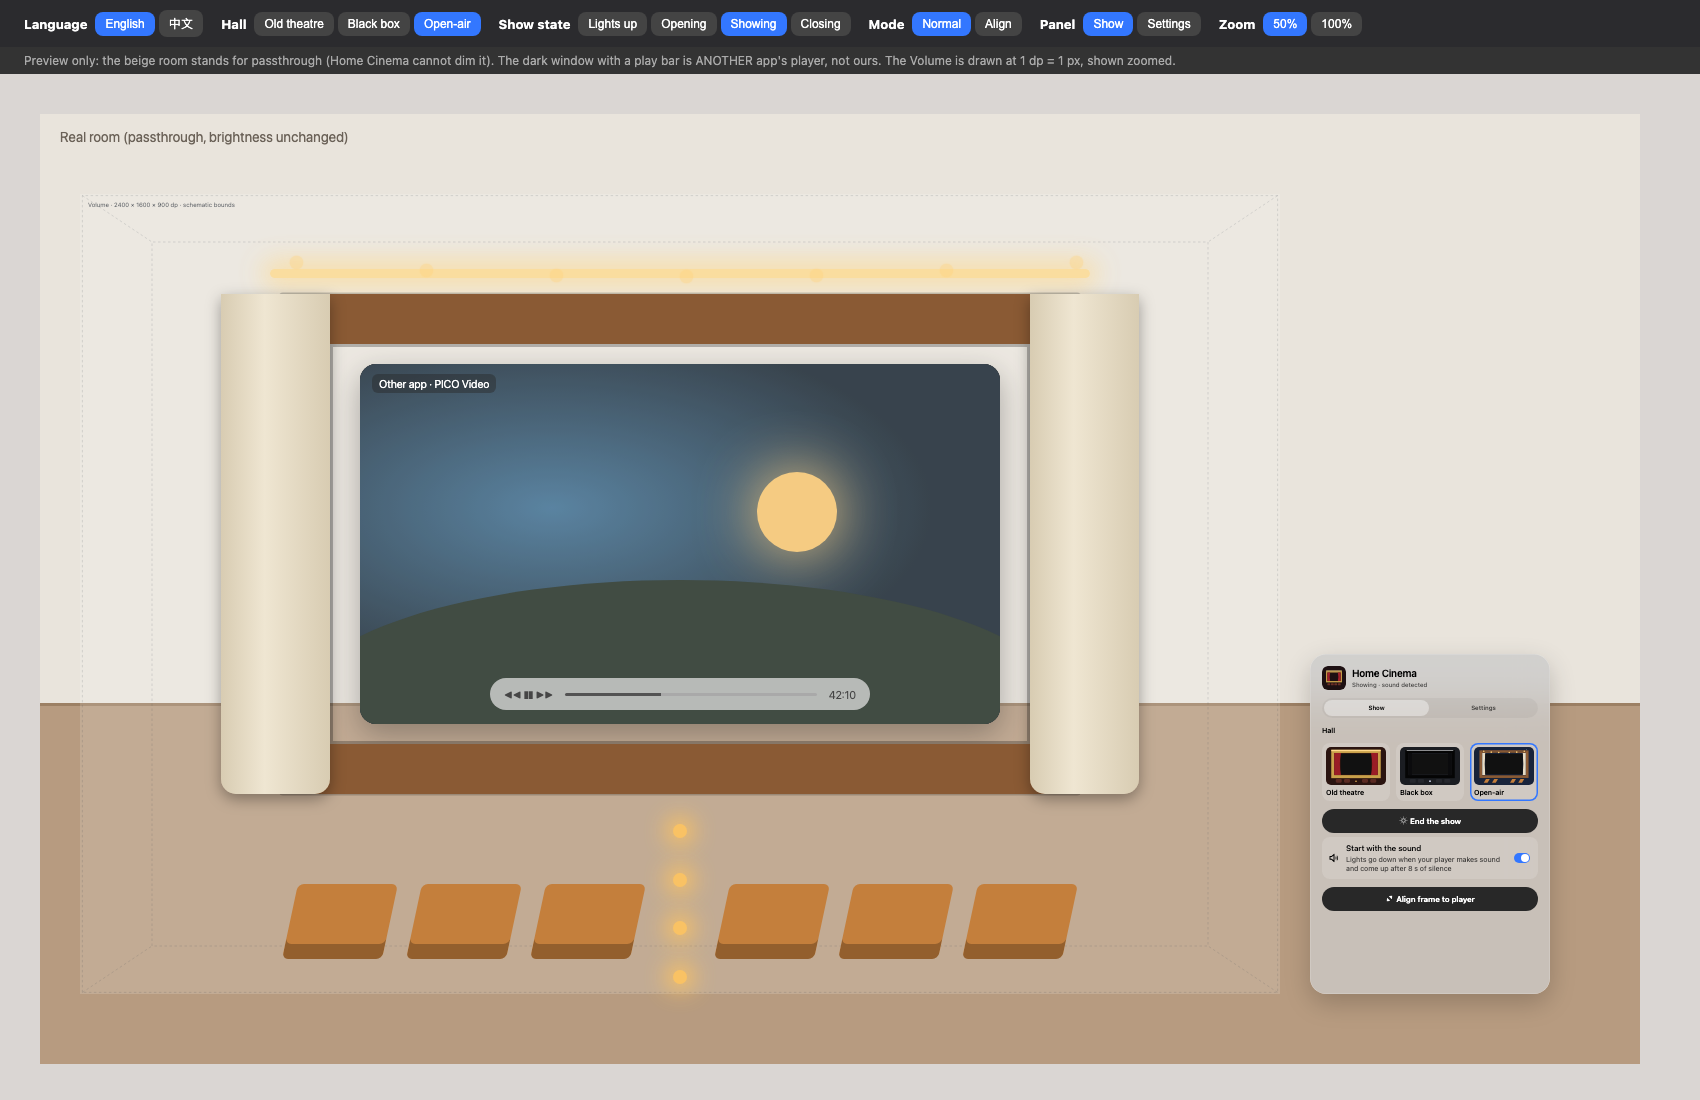 Language English 中文 Hall Old theatre Black box Open-air Show state Lights up Opening Showing Closing Mode Normal Align Panel Show Settings Zoom 50% 100%
Preview only: the beige room stands for passthrough (Home Cinema cannot dim it). The dark window with a play bar is ANOTHER app's player, not ours. The Volume is drawn at 1 dp = 1 px, shown zoomed.
Real room (passthrough, brightness unchanged)
Volume · 2400 × 1600 × 900 dp · schematic bounds
Other app · PICO Video
42:10
Home Cinema
Showing · sound detected
Show Settings
Hall
Old theatre Black box Open-air
End the show
Start with the sound
Lights go down when your player makes sound
and come up after 8 s of silence
Align frame to player